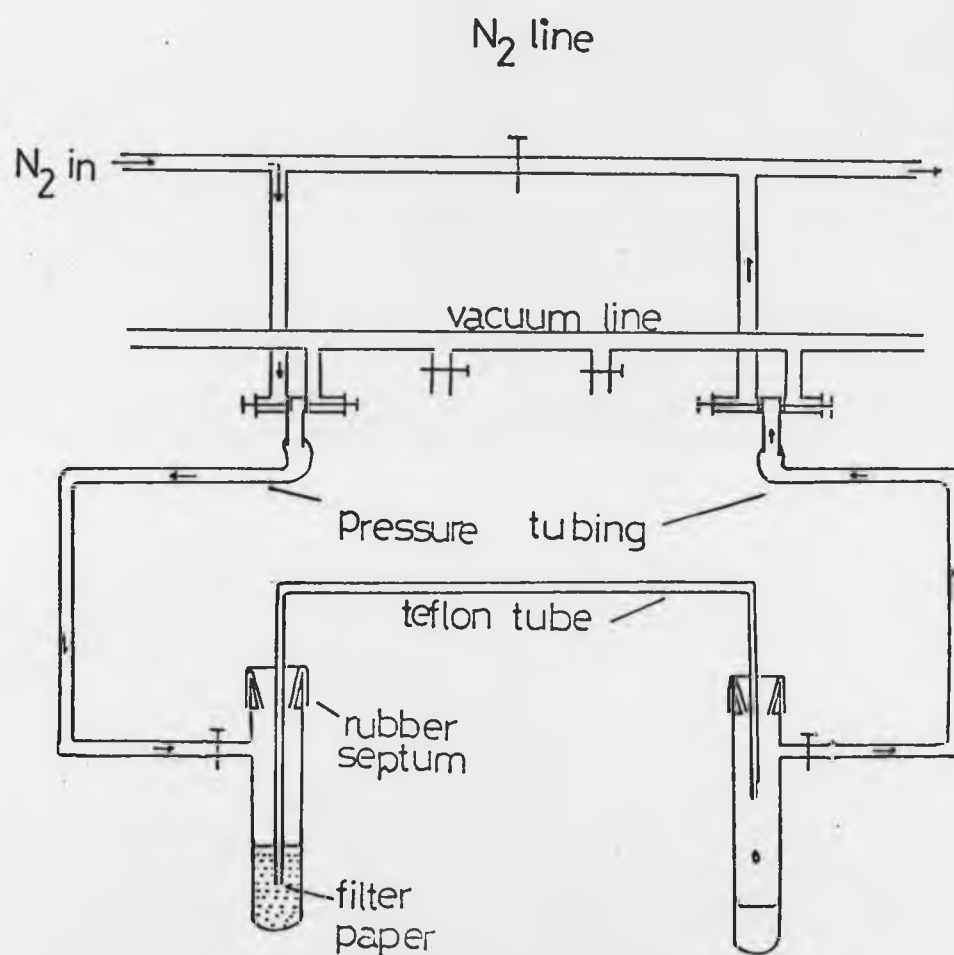 N₂ line
N₂ in
vacuum line
Pressure tubing
teflon tube
rubber
septum
filter
paper